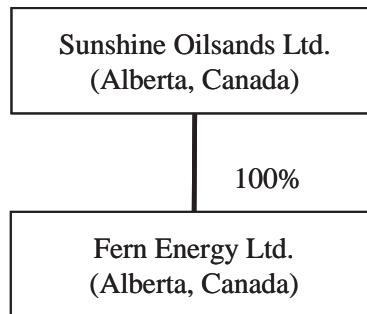 Sunshine Oilsands Ltd.
(Alberta, Canada)
100%
Fern Energy Ltd.
(Alberta, Canada)